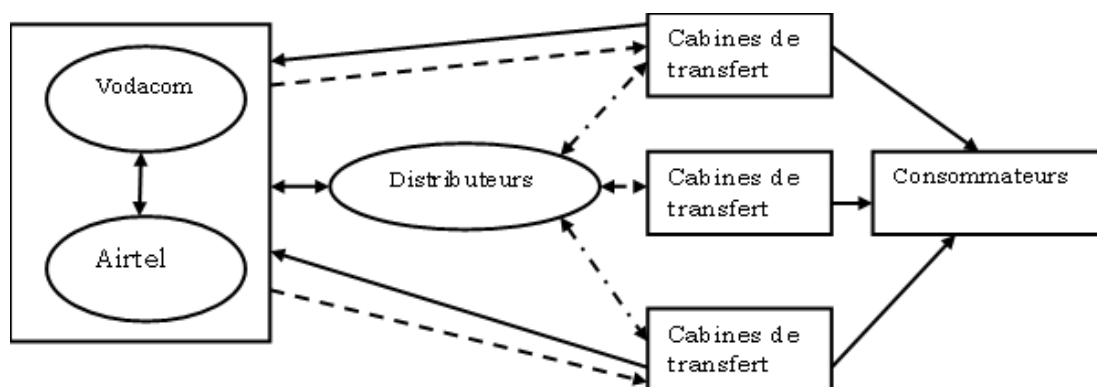 Vodacom
Airtel
Distributeurs
Cabines de
transfert
Cabines de
transfert
Cabines de
transfert
Consommateurs